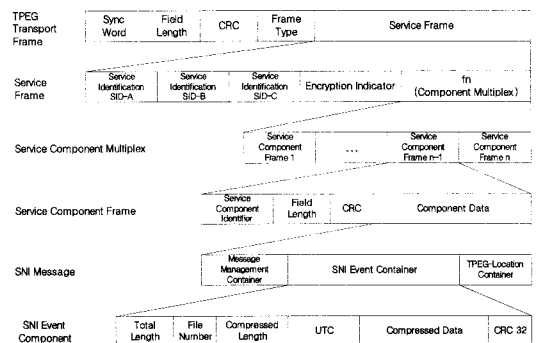 TPEG
Transport
Frame
Sync
Word
Field
Length
CRC
Frame
Type
Service Frame
Service
Frame
Service
Identification
SID-A
Service
Identification
SID-B
Service
Identification
SID-C
Encryption Indicator
fn
(Component Multiplex)
Service Component Multiplex
Service
Component
Frame 1
...
Service
Component
Frame n-1
Service
Component
Frame n
Service Component Frame
Service
Component
Identifier
Field
Length
CRC
Component Data
SNI Message
Message
Management
Container
SNI Event Container
TPEG-Location
Container
SNI Event
Component
Total
Length
File
Number
Compressed
Length
UTC
Compressed Data
CRC 32